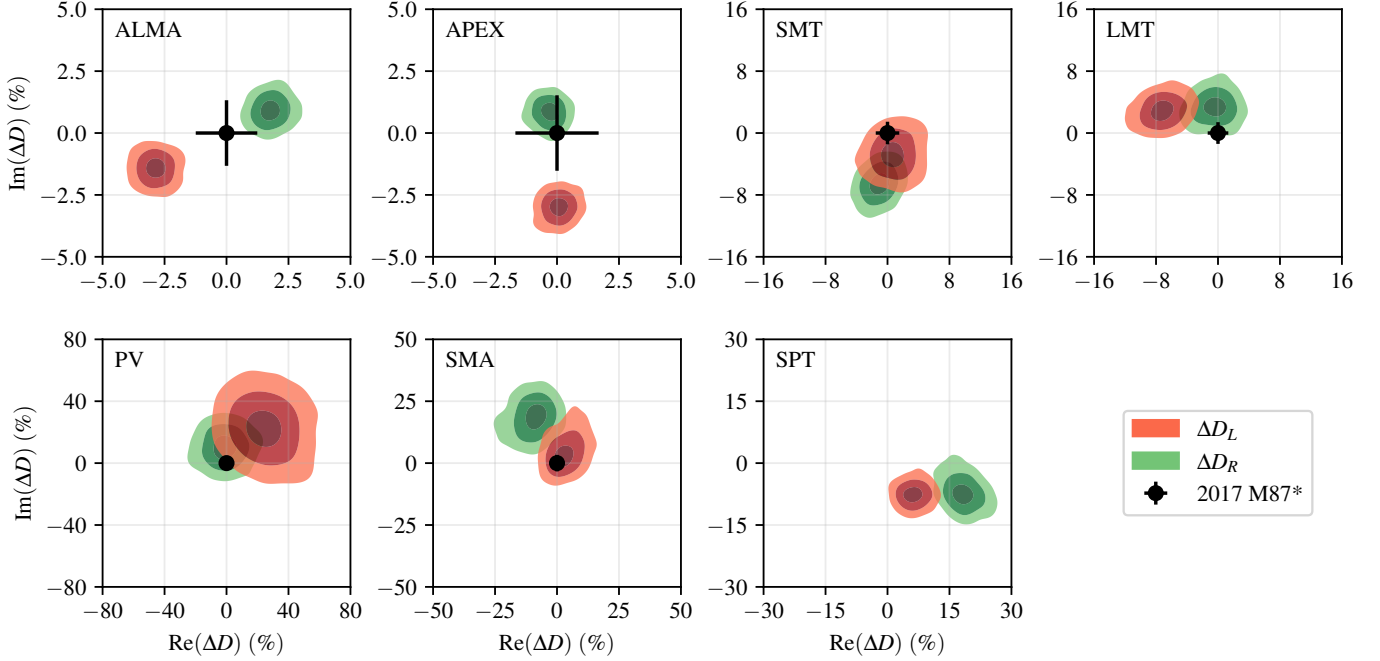 ALMA
5.0
2.5
0.0
−2.5
−5.0
−5.0 −2.5 0.0 2.5 5.0
Im(ΔD) (%)
APEX
5.0
2.5
0.0
−2.5
−5.0
−5.0 −2.5 0.0 2.5 5.0
SMT
16
8
0
−8
−16
−16 −8 0 8 16
LMT
16
8
0
−8
−16
−16 −8 0 8 16
PV
80
40
0
−40
−80
−80 −40 0 40 80
Im(ΔD) (%)
Re(ΔD) (%)
SMA
50
25
0
−25
−50
−50 −25 0 25 50
Re(ΔD) (%)
SPT
30
15
0
−15
−30
−30 −15 0 15 30
Re(ΔD) (%)
ΔD_L
ΔD_R
2017 M87*